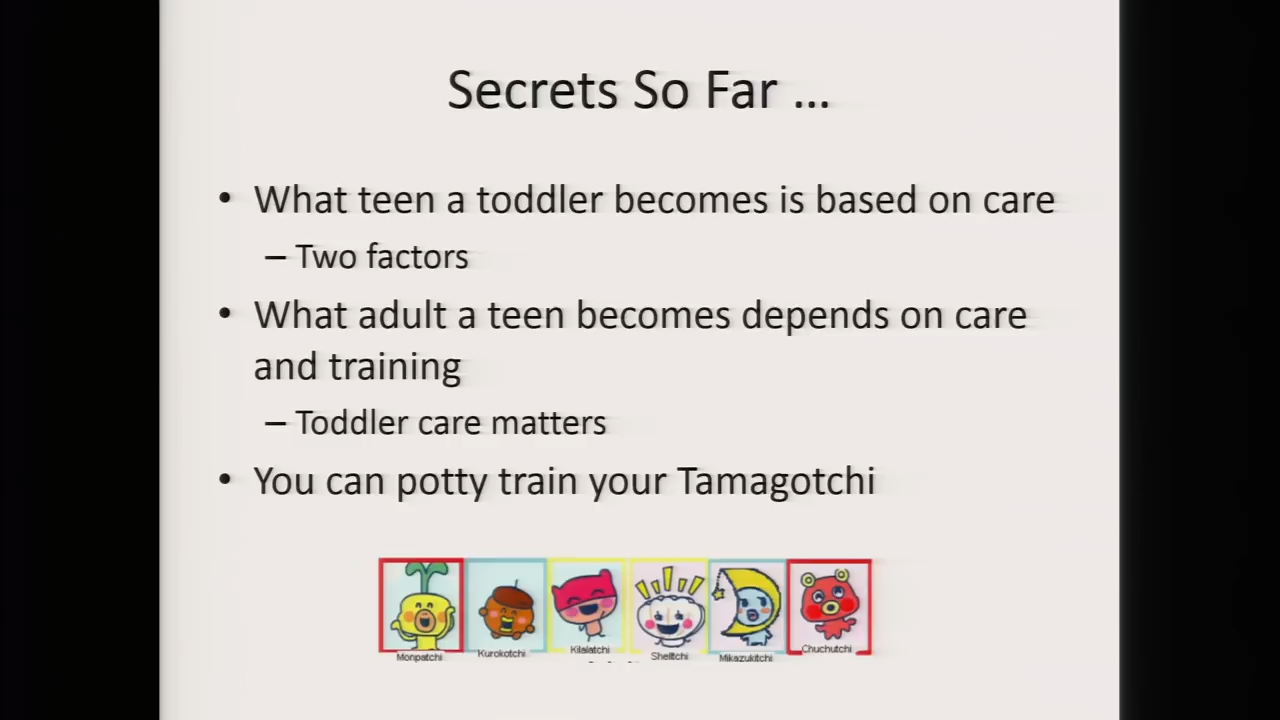 Secrets So Far ...
• What teen a toddler becomes is based on care
– Two factors
• What adult a teen becomes depends on care
and training
– Toddler care matters
• You can potty train your Tamagotchi
Monpatchi Kurokotchi Kilalatchi Shelltchi Mikazukitchi Chuchutchi